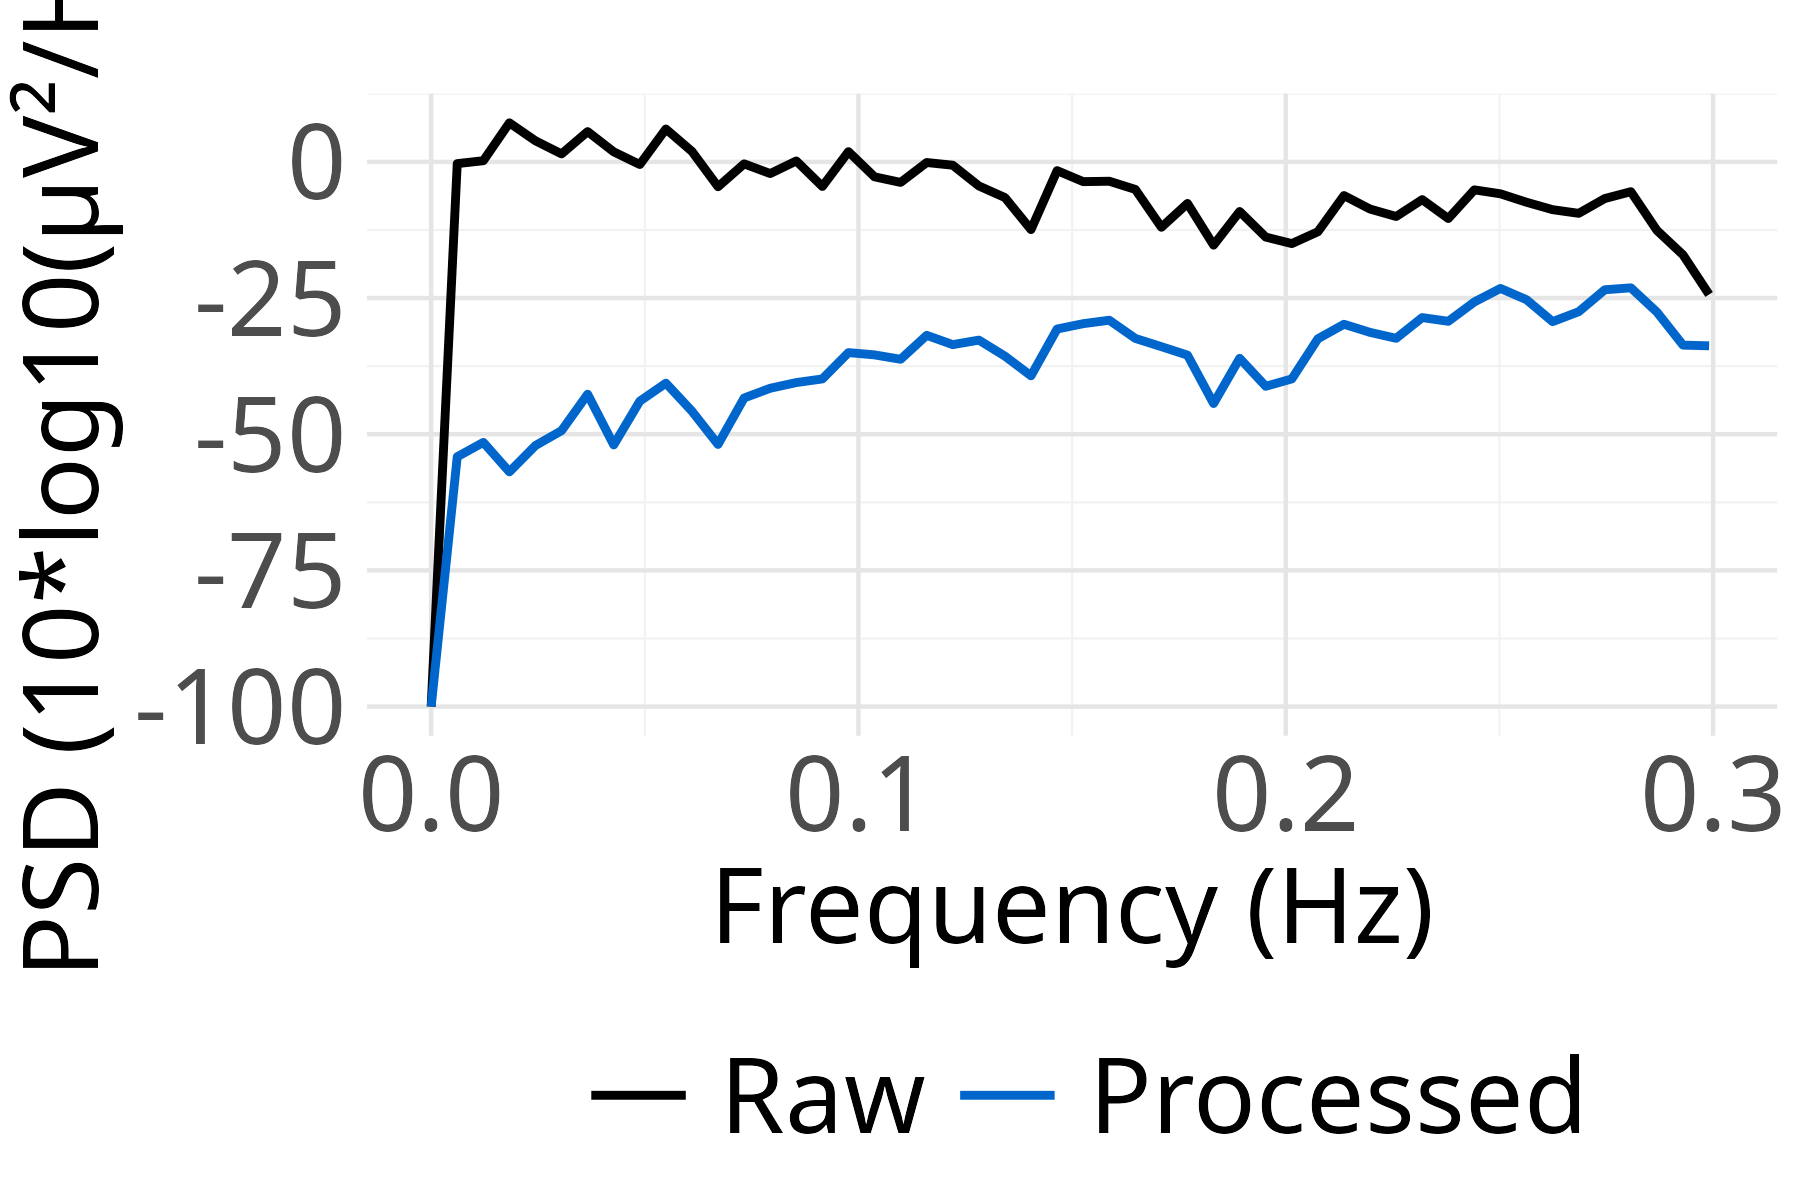 PSD (10*log10(µV²/H
0
-25
-50
-75
-100
0.0 0.1 0.2 0.3
Frequency (Hz)
Raw Processed